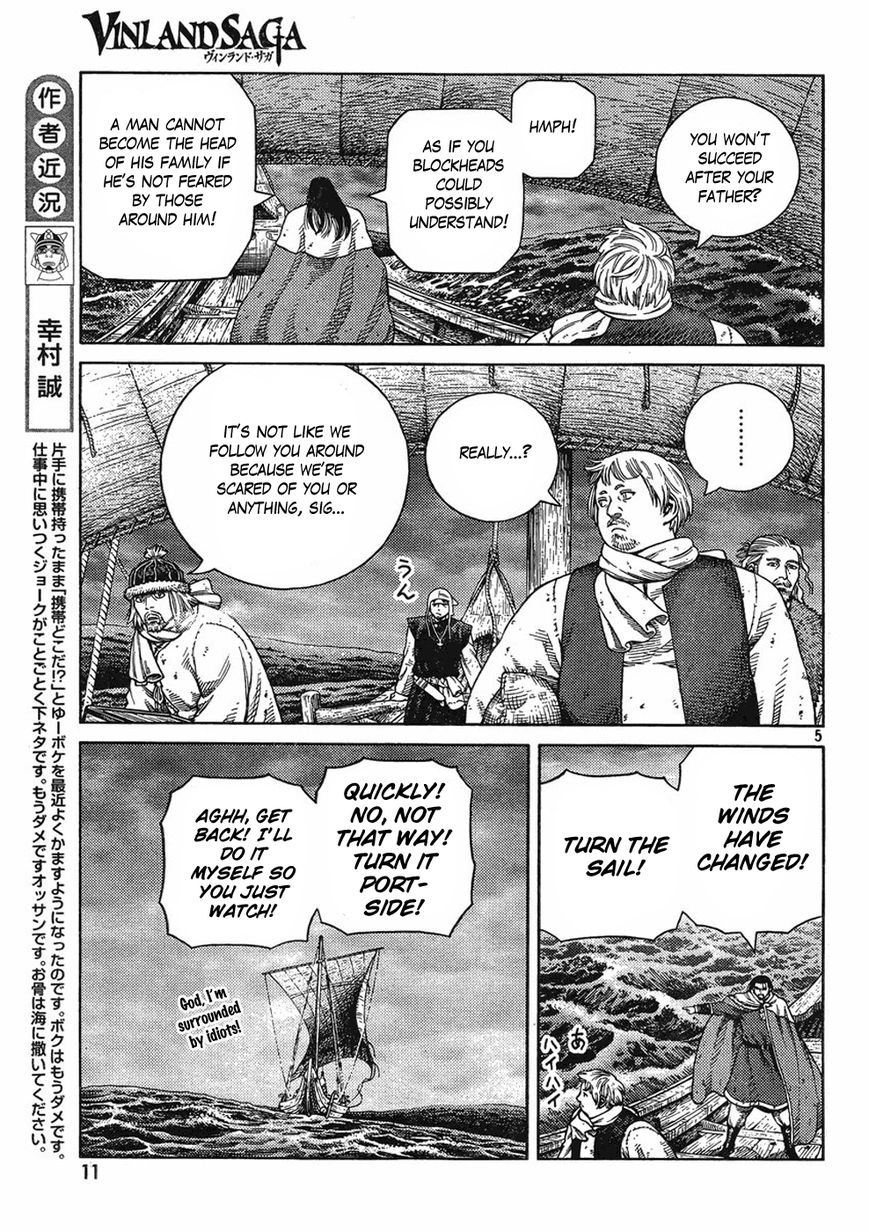 VINLAND SAGA
ヴィンランド・サガ
YOU WON'T
SUCCEED
AFTER YOUR
FATHER?
HMPH!
AS IF YOU
BLOCKHEADS
COULD
POSSIBLY
UNDERSTAND!
A MAN CANNOT
BECOME THE HEAD
OF HIS FAMILY IF
HE'S NOT FEARED
BY THOSE
AROUND HIM!
.........
REALLY...?
IT'S NOT LIKE WE
FOLLOW YOU AROUND
BECAUSE WE'RE
SCARED OF YOU OR
ANYTHING, SIG...
うん
5
THE
WINDS
HAVE
CHANGED!
TURN THE
SAIL!
あ
ハイハイ
QUICKLY!
NO, NOT
THAT WAY!
TURN IT
PORT-
SIDE!
AGHH, GET
BACK! I'LL
DO IT
MYSELF SO
YOU JUST
WATCH!
God, I'm
surrounded
by idiots!
作者近況
幸村 誠
片手に携帯持ったまま「携帯どこだ!?」とゆーボケを最近よくかますようになったのです。ボクはもうダメです。
仕事中に思いつくジョークがことごとく下ネタです。もうダメですオッサンです。お骨は海に撒いてください。
11